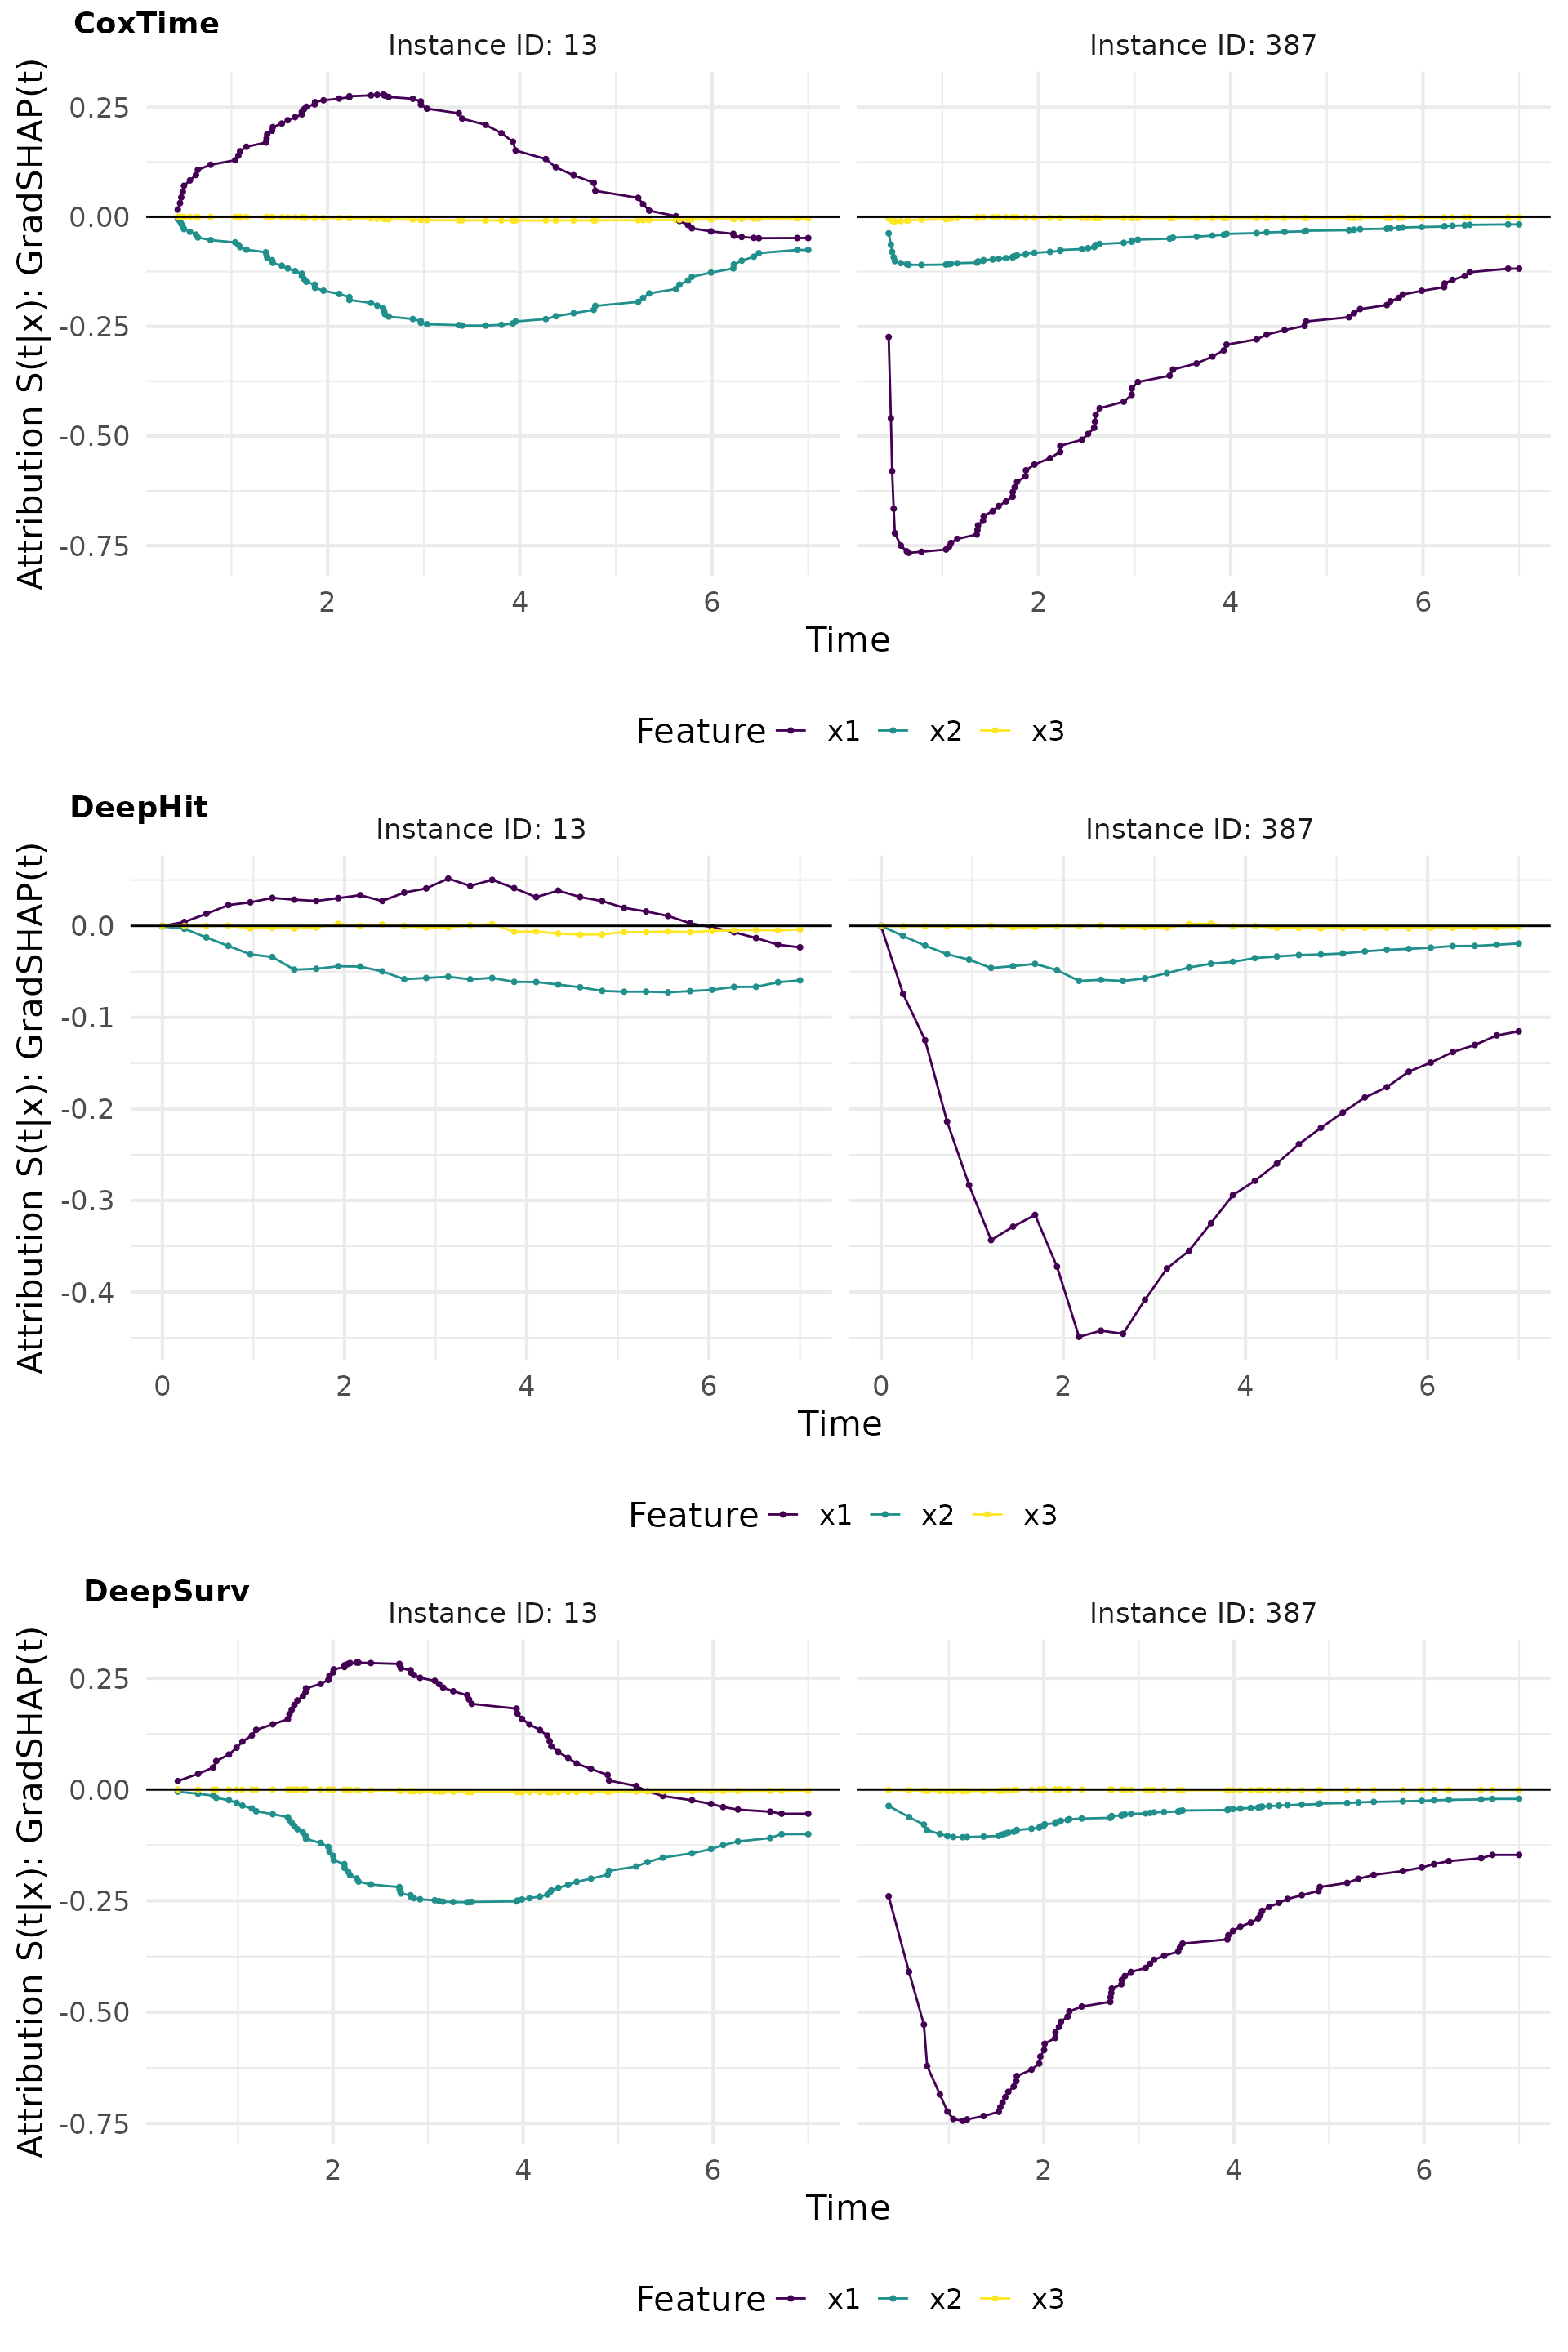 CoxTime
Instance ID: 13
Instance ID: 387
Attribution S(t|x): GradSHAP(t)
0.25
0.00
-0.25
-0.50
-0.75
2
4
6
2
4
6
Time
Feature x1 x2 x3
DeepHit
Instance ID: 13
Instance ID: 387
Attribution S(t|x): GradSHAP(t)
0.0
-0.1
-0.2
-0.3
-0.4
0
2
4
6
0
2
4
6
Time
Feature x1 x2 x3
DeepSurv
Instance ID: 13
Instance ID: 387
Attribution S(t|x): GradSHAP(t)
0.25
0.00
-0.25
-0.50
-0.75
2
4
6
2
4
6
Time
Feature x1 x2 x3